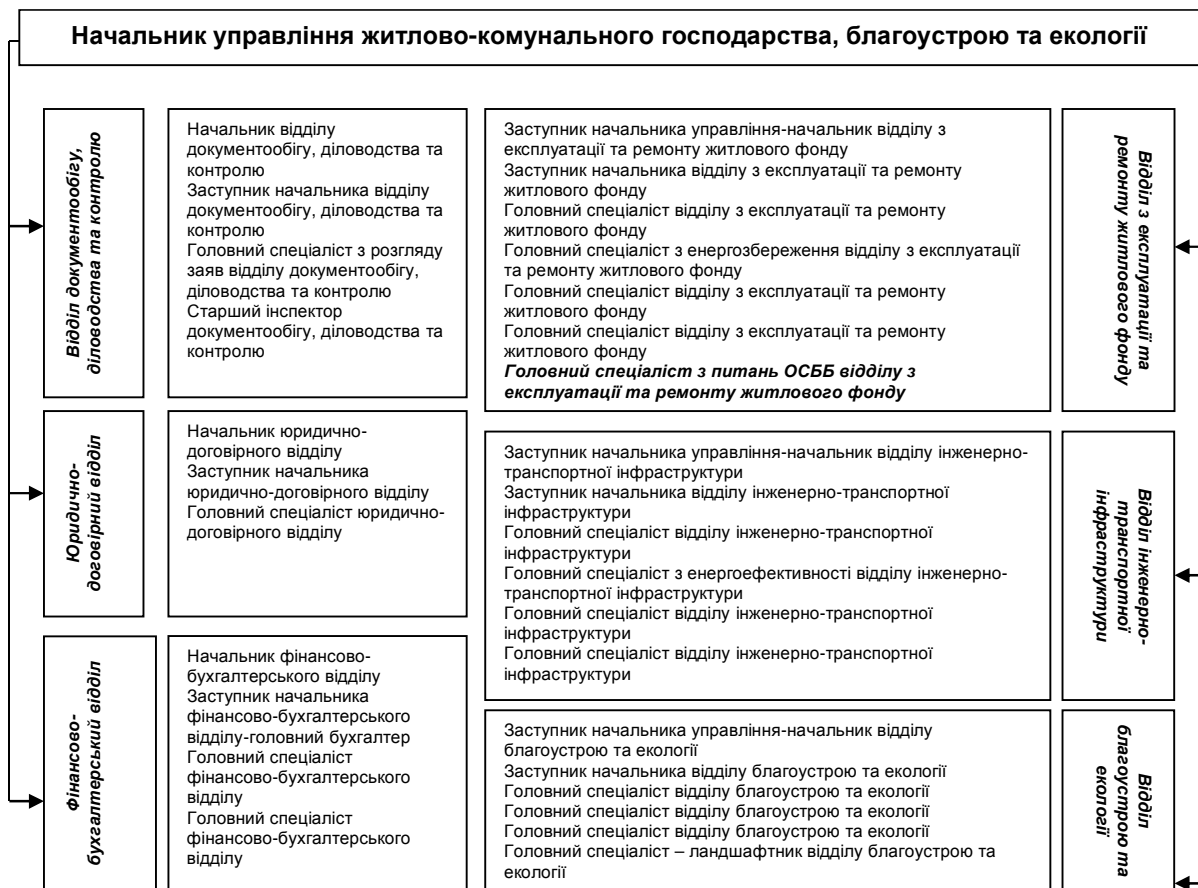 Начальник управління житлово-комунального господарства, благоустрою та екології
Відділ документообігу,
діловодства та контролю
Начальник відділу
документообігу, діловодства та
контролю
Заступник начальника відділу
документообігу, діловодства та
контролю
Головний спеціаліст з розгляду
заяв відділу документообігу,
діловодства та контролю
Старший інспектор
документообігу, діловодства та
контролю
Заступник начальника управління-начальник відділу з
експлуатації та ремонту житлового фонду
Заступник начальника відділу з експлуатації та ремонту
житлового фонду
Головний спеціаліст відділу з експлуатації та ремонту
житлового фонду
Головний спеціаліст з енергозбереження відділу з експлуатації
та ремонту житлового фонду
Головний спеціаліст відділу з експлуатації та ремонту
житлового фонду
Головний спеціаліст відділу з експлуатації та ремонту
житлового фонду
Головний спеціаліст з питань ОСББ відділу з
експлуатації та ремонту житлового фонду
Відділ з експлуатації та
ремонту житлового фонду
Юридично-
договірний відділ
Начальник юридично-
договірного відділу
Заступник начальника
юридично-договірного відділу
Головний спеціаліст юридично-
договірного відділу
Заступник начальника управління-начальник відділу інженерно-
транспортної інфраструктури
Заступник начальника відділу інженерно-транспортної
інфраструктури
Головний спеціаліст відділу інженерно-транспортної
інфраструктури
Головний спеціаліст з енергоефективності відділу інженерно-
транспортної інфраструктури
Головний спеціаліст відділу інженерно-транспортної
інфраструктури
Головний спеціаліст відділу інженерно-транспортної
інфраструктури
Відділ інженерно-
транспортної
інфраструктури
Фінансово-
бухгалтерський відділ
Начальник фінансово-
бухгалтерського відділу
Заступник начальника
фінансово-бухгалтерського
відділу-головний бухгалтер
Головний спеціаліст
фінансово-бухгалтерського
відділу
Головний спеціаліст
фінансово-бухгалтерського
відділу
Заступник начальника управління-начальник відділу
благоустрою та екології
Заступник начальника відділу благоустрою та екології
Головний спеціаліст відділу благоустрою та екології
Головний спеціаліст відділу благоустрою та екології
Головний спеціаліст відділу благоустрою та екології
Головний спеціаліст – ландшафтник відділу благоустрою та
екології
Відділ
благоустрою та
екології